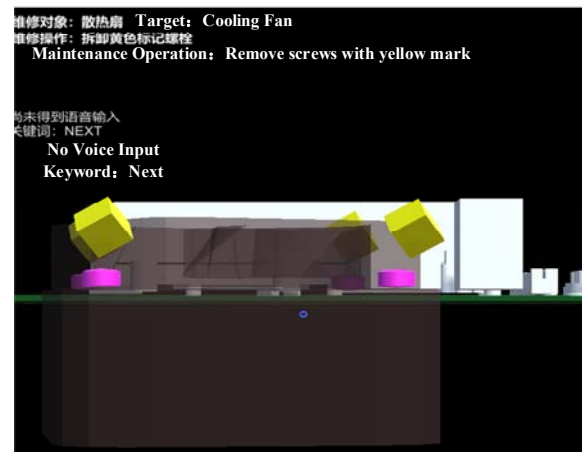 维修对象：散热扇 Target：Cooling Fan
维修操作：拆卸黄色标记螺栓
Maintenance Operation：Remove screws with yellow mark
尚未得到语音输入
关键词：NEXT
No Voice Input
Keyword：Next